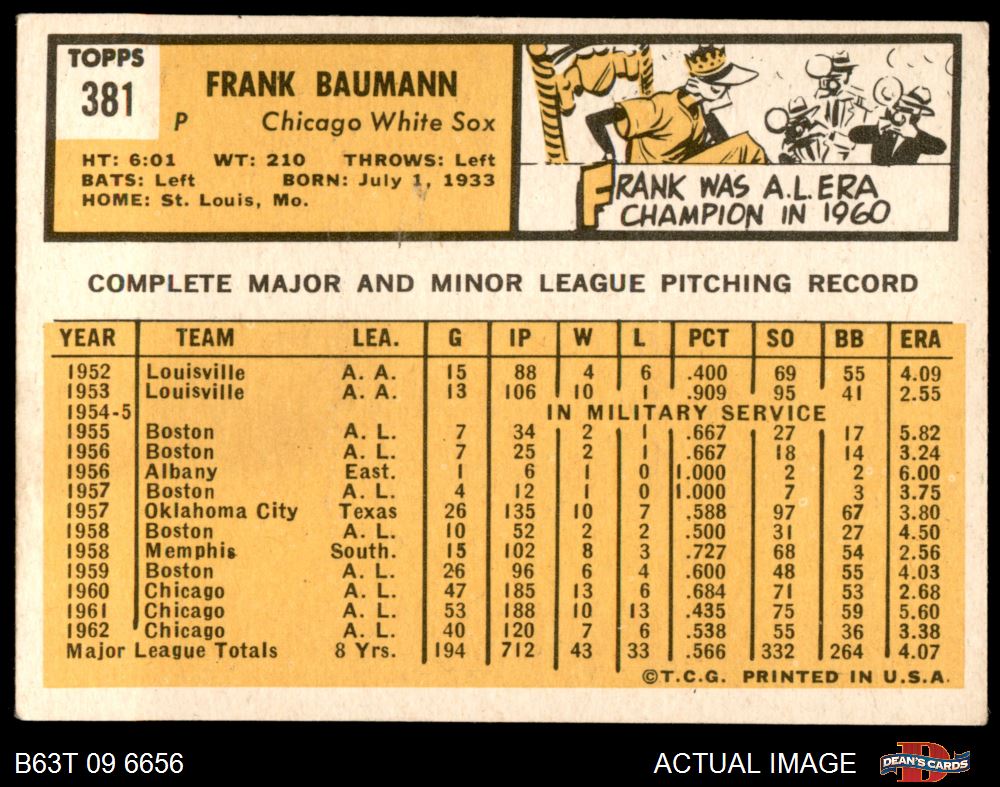 TOPPS
381
FRANK BAUMANN
P Chicago White Sox
HT: 6:01 WT: 210 THROWS: Left
BATS: Left BORN: July 1, 1933
HOME: St. Louis, Mo.
FRANK WAS A.L. ERA
CHAMPION IN 1960
COMPLETE MAJOR AND MINOR LEAGUE PITCHING RECORD
YEAR TEAM LEA. G IP W L PCT SO BB ERA
1952 Louisville A. A. 15 88 4 6 .400 69 55 4.09
1953 Louisville A. A. 13 106 10 1 .909 95 41 2.55
1954-5 IN MILITARY SERVICE
1955 Boston A. L. 7 34 2 1 .667 27 17 5.82
1956 Boston A. L. 7 25 2 1 .667 18 14 3.24
1956 Albany East. 1 6 1 0 1.000 2 2 6.00
1957 Boston A. L. 4 12 1 0 1.000 7 3 3.75
1957 Oklahoma City Texas 26 135 10 7 .588 97 67 3.80
1958 Boston A. L. 10 52 2 2 .500 31 27 4.50
1958 Memphis South. 15 102 8 3 .727 68 54 2.56
1959 Boston A. L. 26 96 6 4 .600 48 55 4.03
1960 Chicago A. L. 47 185 13 6 .684 71 53 2.68
1961 Chicago A. L. 53 188 10 13 .435 75 59 5.60
1962 Chicago A. L. 40 120 7 6 .538 55 36 3.38
Major League Totals 8 Yrs. 194 712 43 33 .566 332 264 4.07
©T.C.G. PRINTED IN U.S.A.
B63T 09 6656 ACTUAL IMAGE
DEAN'S CARDS